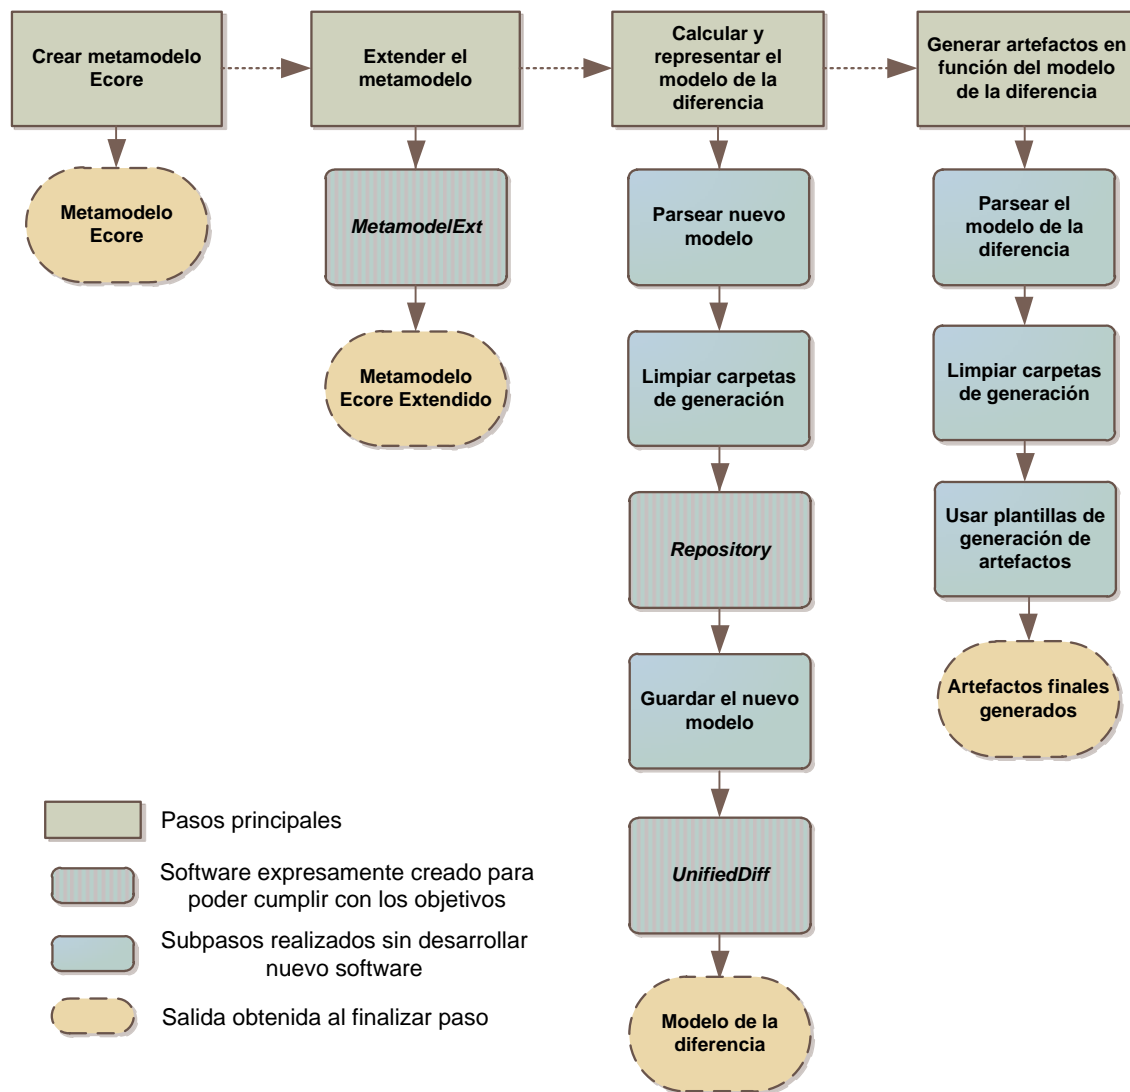 Crear metamodelo
Ecore
Extender el
metamodelo
Calcular y
representar el
modelo de la
diferencia
Generar artefactos en
función del modelo
de la diferencia
Metamodelo
Ecore
MetamodelExt
Metamodelo
Ecore Extendido
Parsear nuevo
modelo
Limpiar carpetas
de generación
Repository
Guardar el nuevo
modelo
UnifiedDiff
Modelo de la
diferencia
Parsear el
modelo de la
diferencia
Limpiar carpetas
de generación
Usar plantillas de
generación de
artefactos
Artefactos finales
generados
Pasos principales
Software expresamente creado para
poder cumplir con los objetivos
Subpasos realizados sin desarrollar
nuevo software
Salida obtenida al finalizar paso